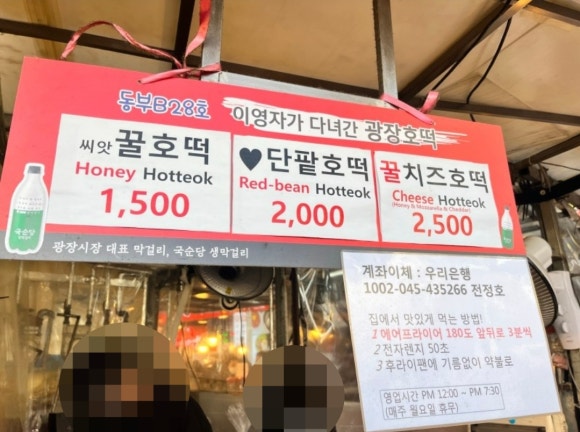 동부B28호 이영자가 다녀간 광장호떡
씨앗 꿀호떡
Honey Hotteok
1,500
♥단팥호떡
Red-bean Hotteok
2,000
꿀치즈호떡
Cheese Hotteok
(Honey & Mozzarella & Cheddar)
2,500
국순당
광장시장 대표 막걸리, 국순당 생막걸리
계좌이체 : 우리은행
1002-045-435266 전정호
집에서 맛있게 먹는 방법!
1 에어프라이어 180도 앞뒤로 3분씩
2 전자렌지 50초
3 후라이팬에 기름없이 약불로
영업시간 PM 12:00 ~ PM 7:30
(매주 월요일 휴무)